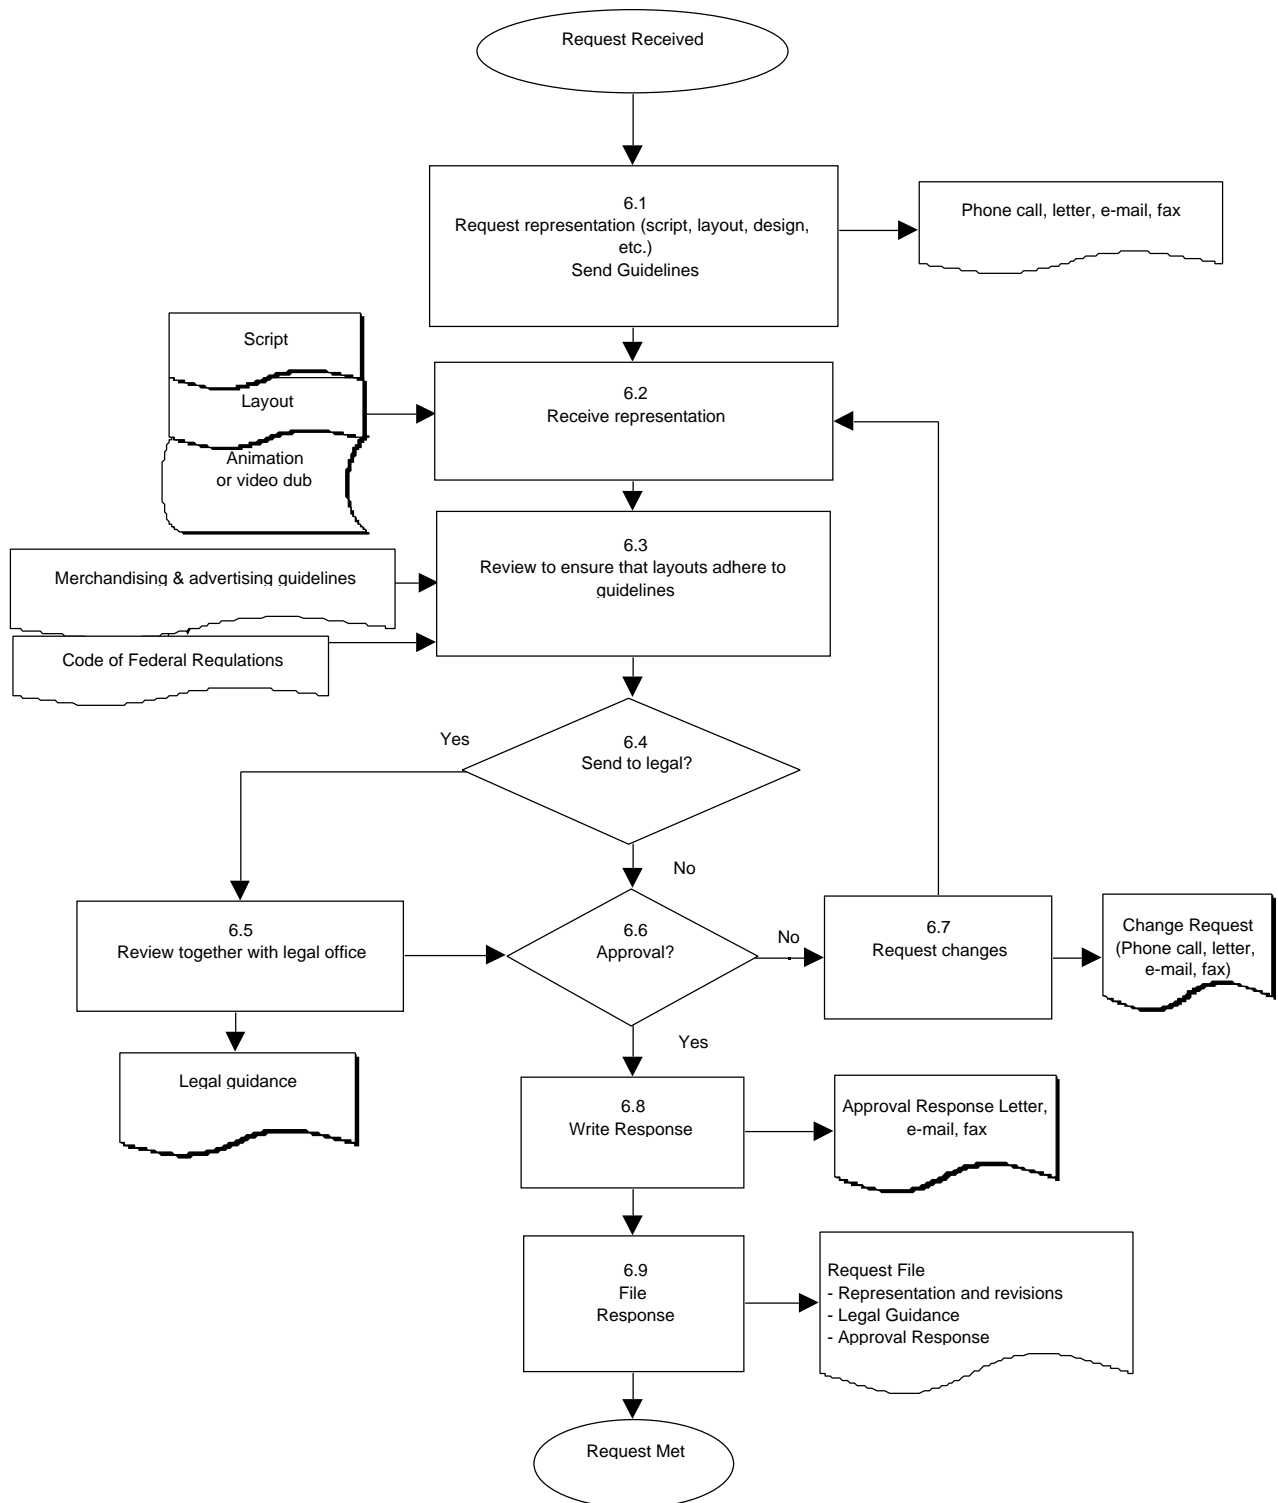 Request Received
6.1
Request representation (script, layout, design,
etc.)
Send Guidelines
Phone call, letter, e-mail, fax
Script
Layout
Animation
or video dub
6.2
Receive representation
6.3
Review to ensure that layouts adhere to
guidelines
Merchandising & advertising guidelines
Code of Federal Regulations
Yes
6.4
Send to legal?
No
6.5
Review together with legal office
6.6
Approval?
No
6.7
Request changes
Change Request
(Phone call, letter,
e-mail, fax)
Yes
Legal guidance
6.8
Write Response
Approval Response Letter,
e-mail, fax
6.9
File
Response
Request File
- Representation and revisions
- Legal Guidance
- Approval Response
Request Met